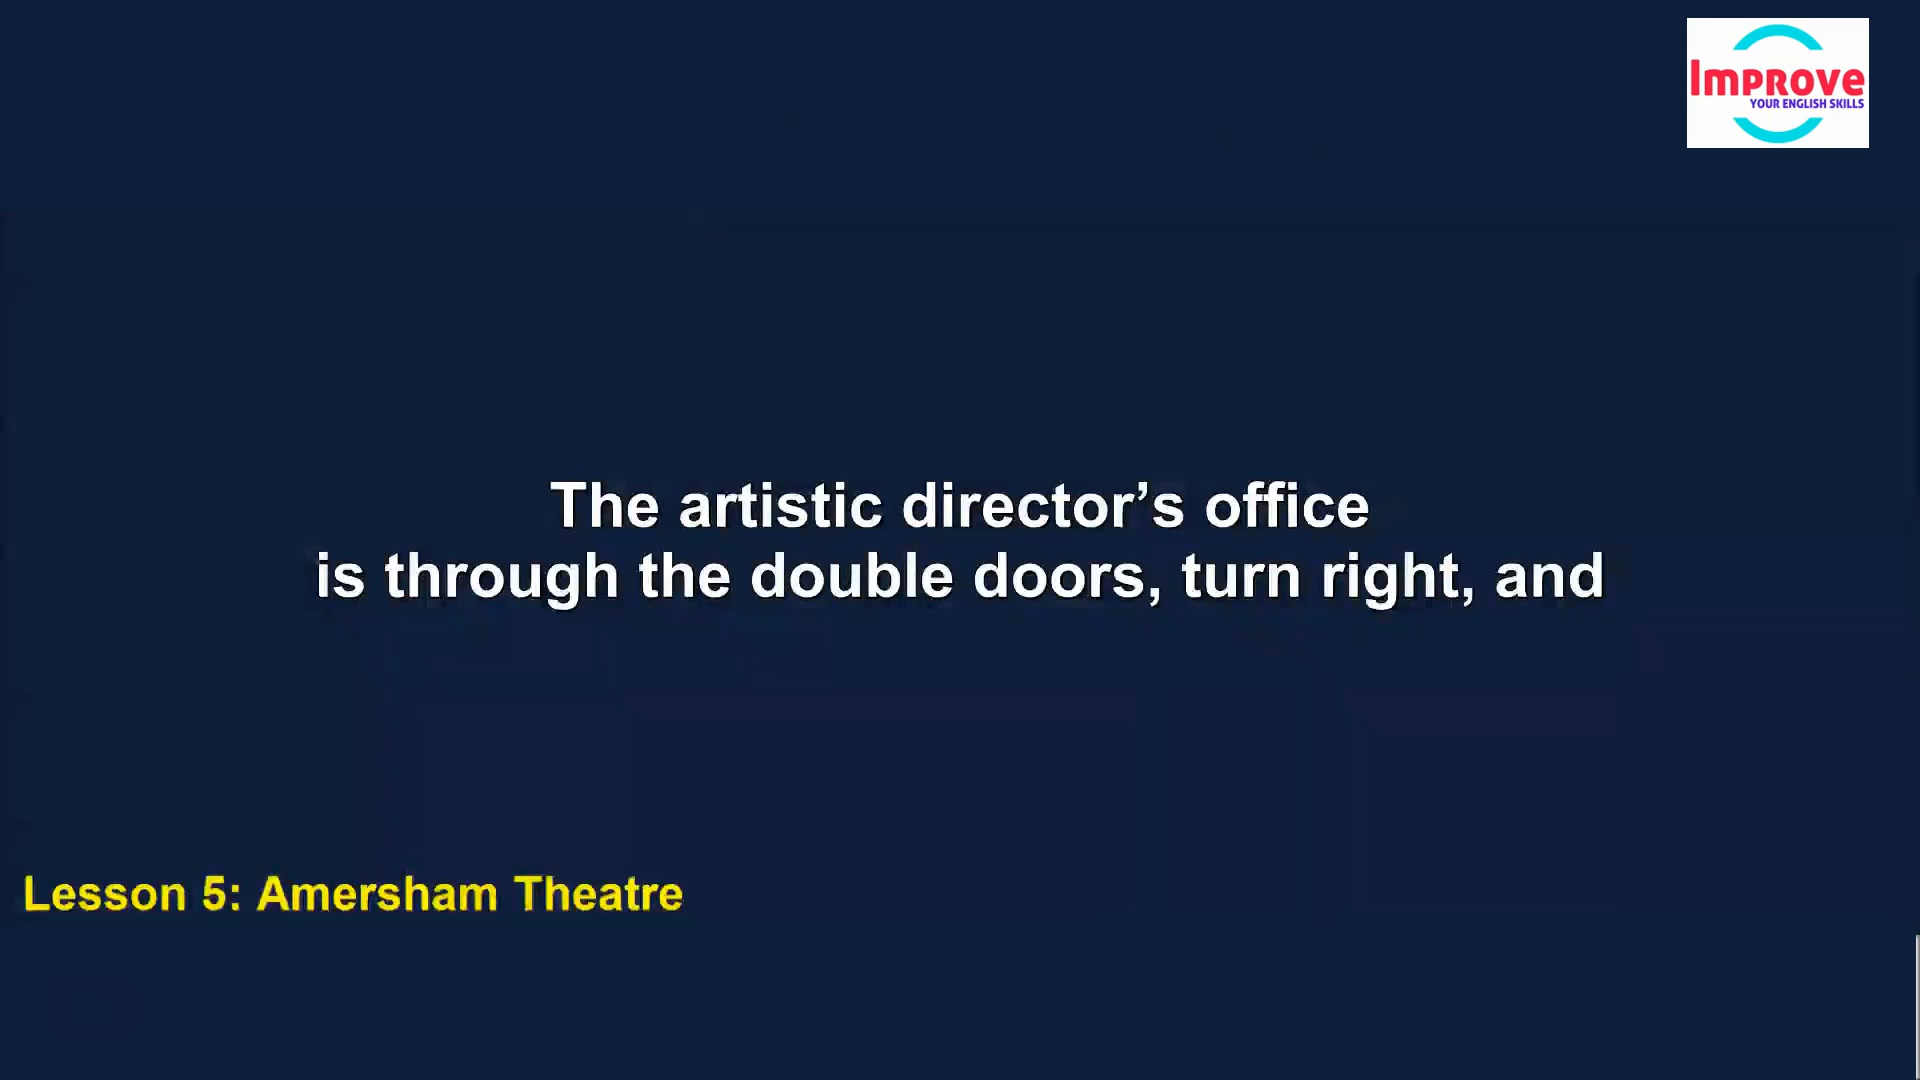 Improve
YOUR ENGLISH SKILLS
The artistic director’s office
is through the double doors, turn right, and
Lesson 5: Amersham Theatre